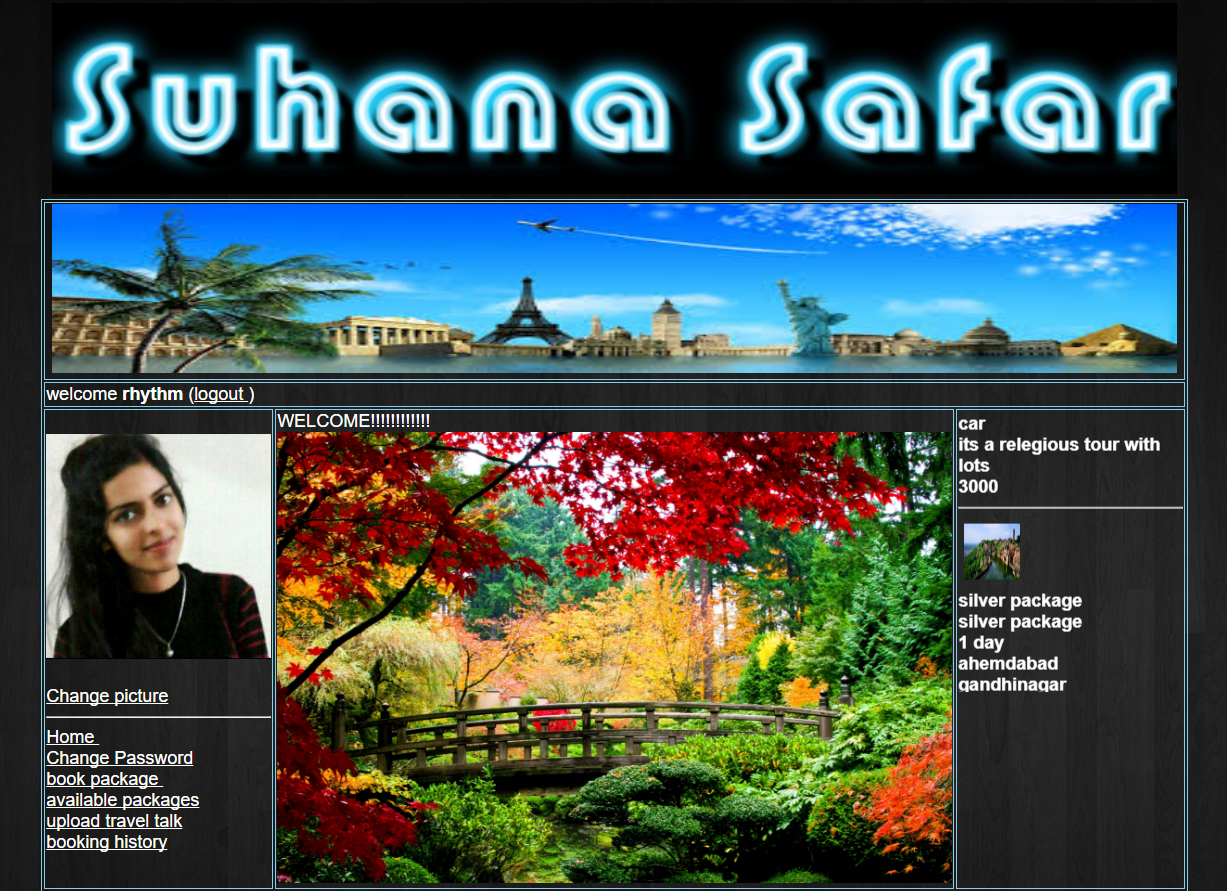 Suhana Safar
welcome rhythm (logout )
WELCOME!!!!!!!!!!!!
Change picture
Home
Change Password
book package
available packages
upload travel talk
booking history
car
its a relegious tour with
lots
3000
silver package
silver package
1 day
ahemdabad
gandhinagar